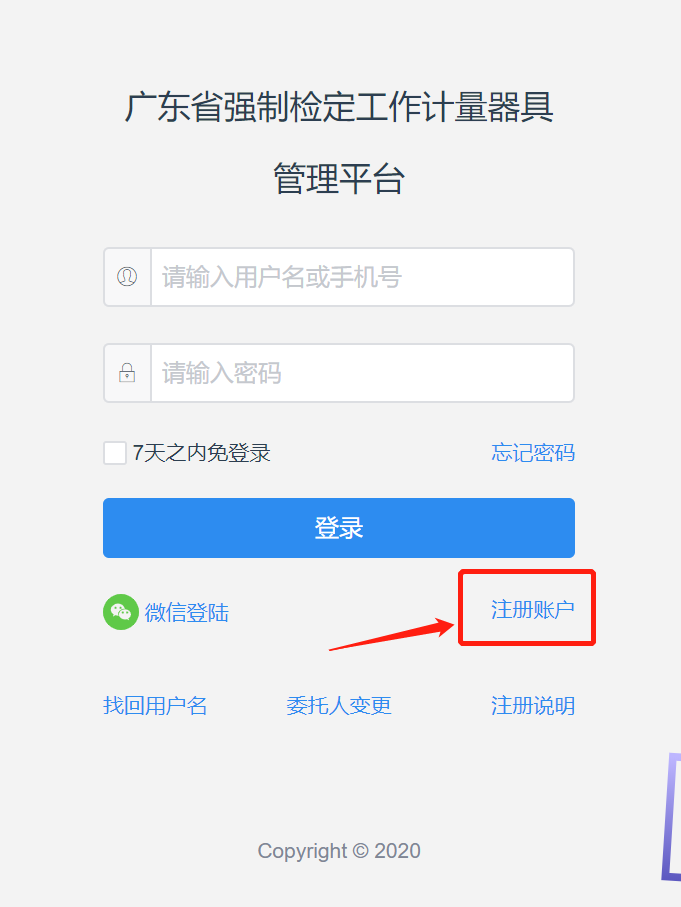 广东省强制检定工作计量器具
管理平台
请输入用户名或手机号
请输入密码
7天之内免登录 忘记密码
登录
微信登陆 注册账户
找回用户名 委托人变更 注册说明
Copyright © 2020